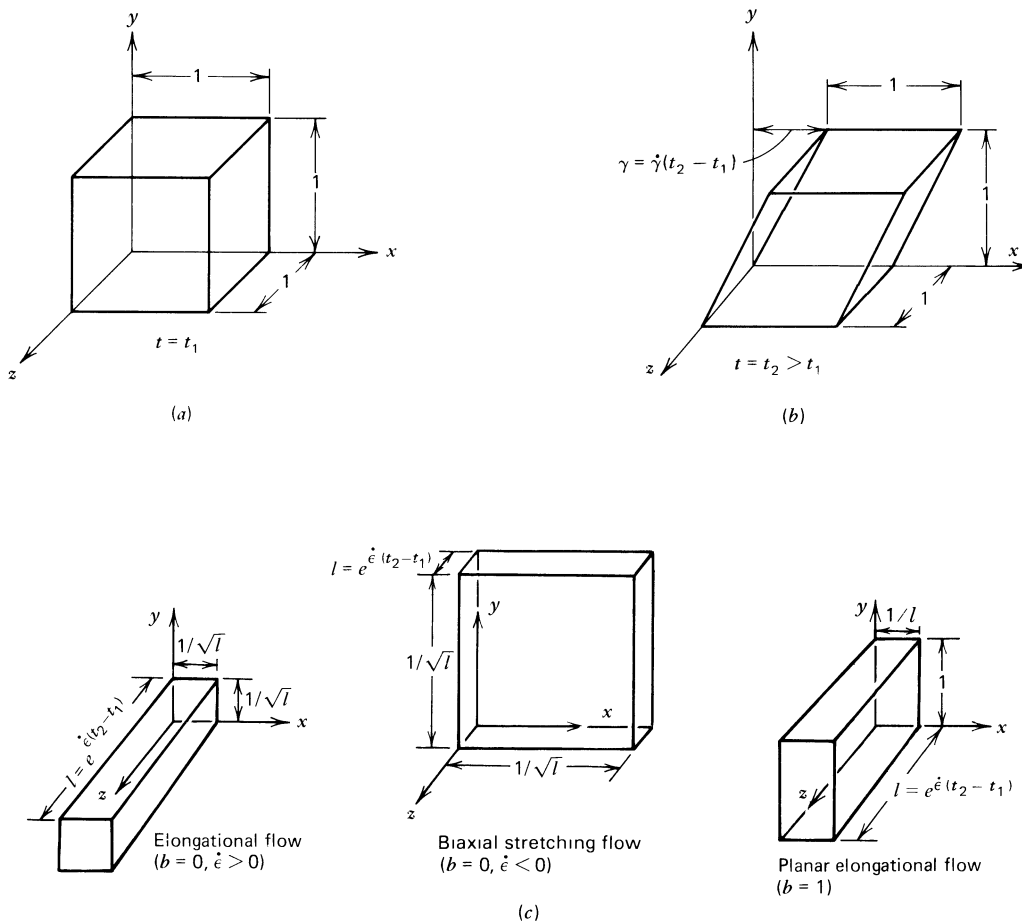 y
1
1
x
1
z
t = t₁
(a)
y
1
γ = γ̇(t₂ − t₁)
1
x
1
z
t = t₂ > t₁
(b)
y
1/√l
1/√l
x
l = e^ε̇(t₂−t₁)
z
Elongational flow
(b = 0, ε̇ > 0)
l = e^ε̇ (t₂−t₁)
y
1/√l
x
1/√l
z
Biaxial stretching flow
(b = 0, ε̇ < 0)
y
1/l
1
x
z
l = e^ε̇ (t₂ − t₁)
Planar elongational flow
(b = 1)
(c)